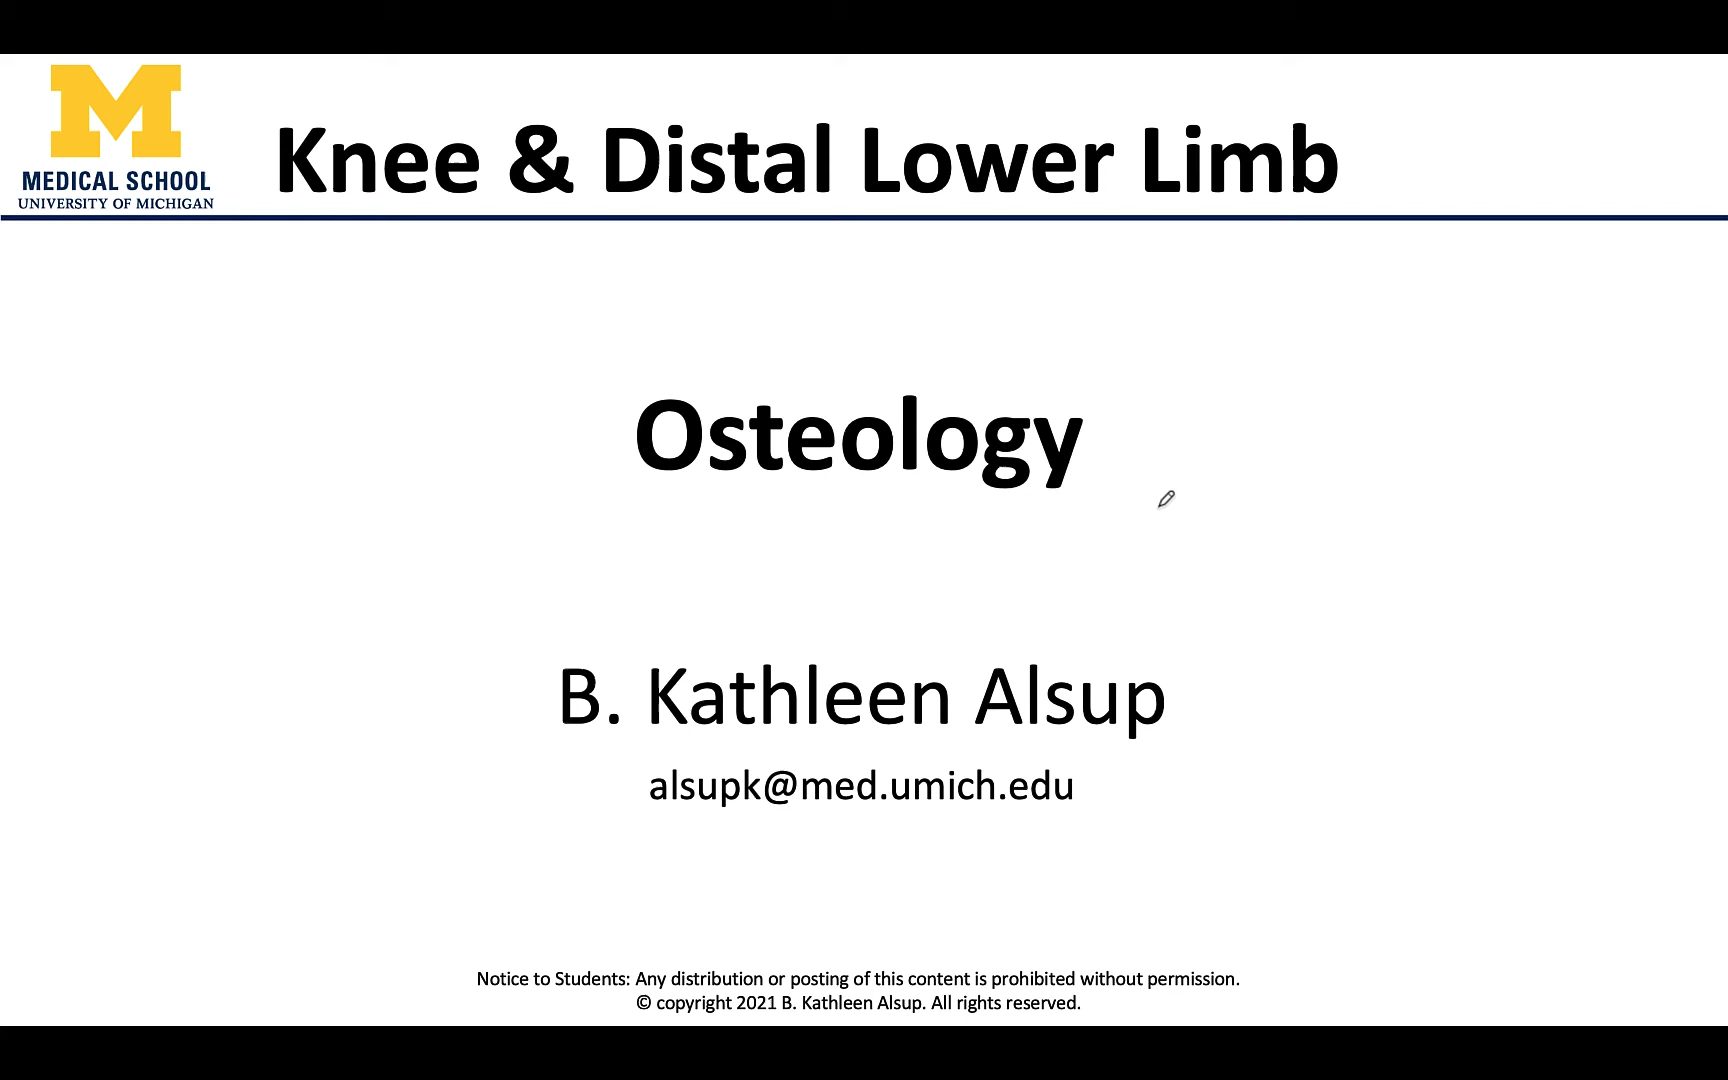 M
MEDICAL SCHOOL
UNIVERSITY OF MICHIGAN
Knee & Distal Lower Limb
Osteology
B. Kathleen Alsup
alsupk@med.umich.edu
Notice to Students: Any distribution or posting of this content is prohibited without permission.
© copyright 2021 B. Kathleen Alsup. All rights reserved.